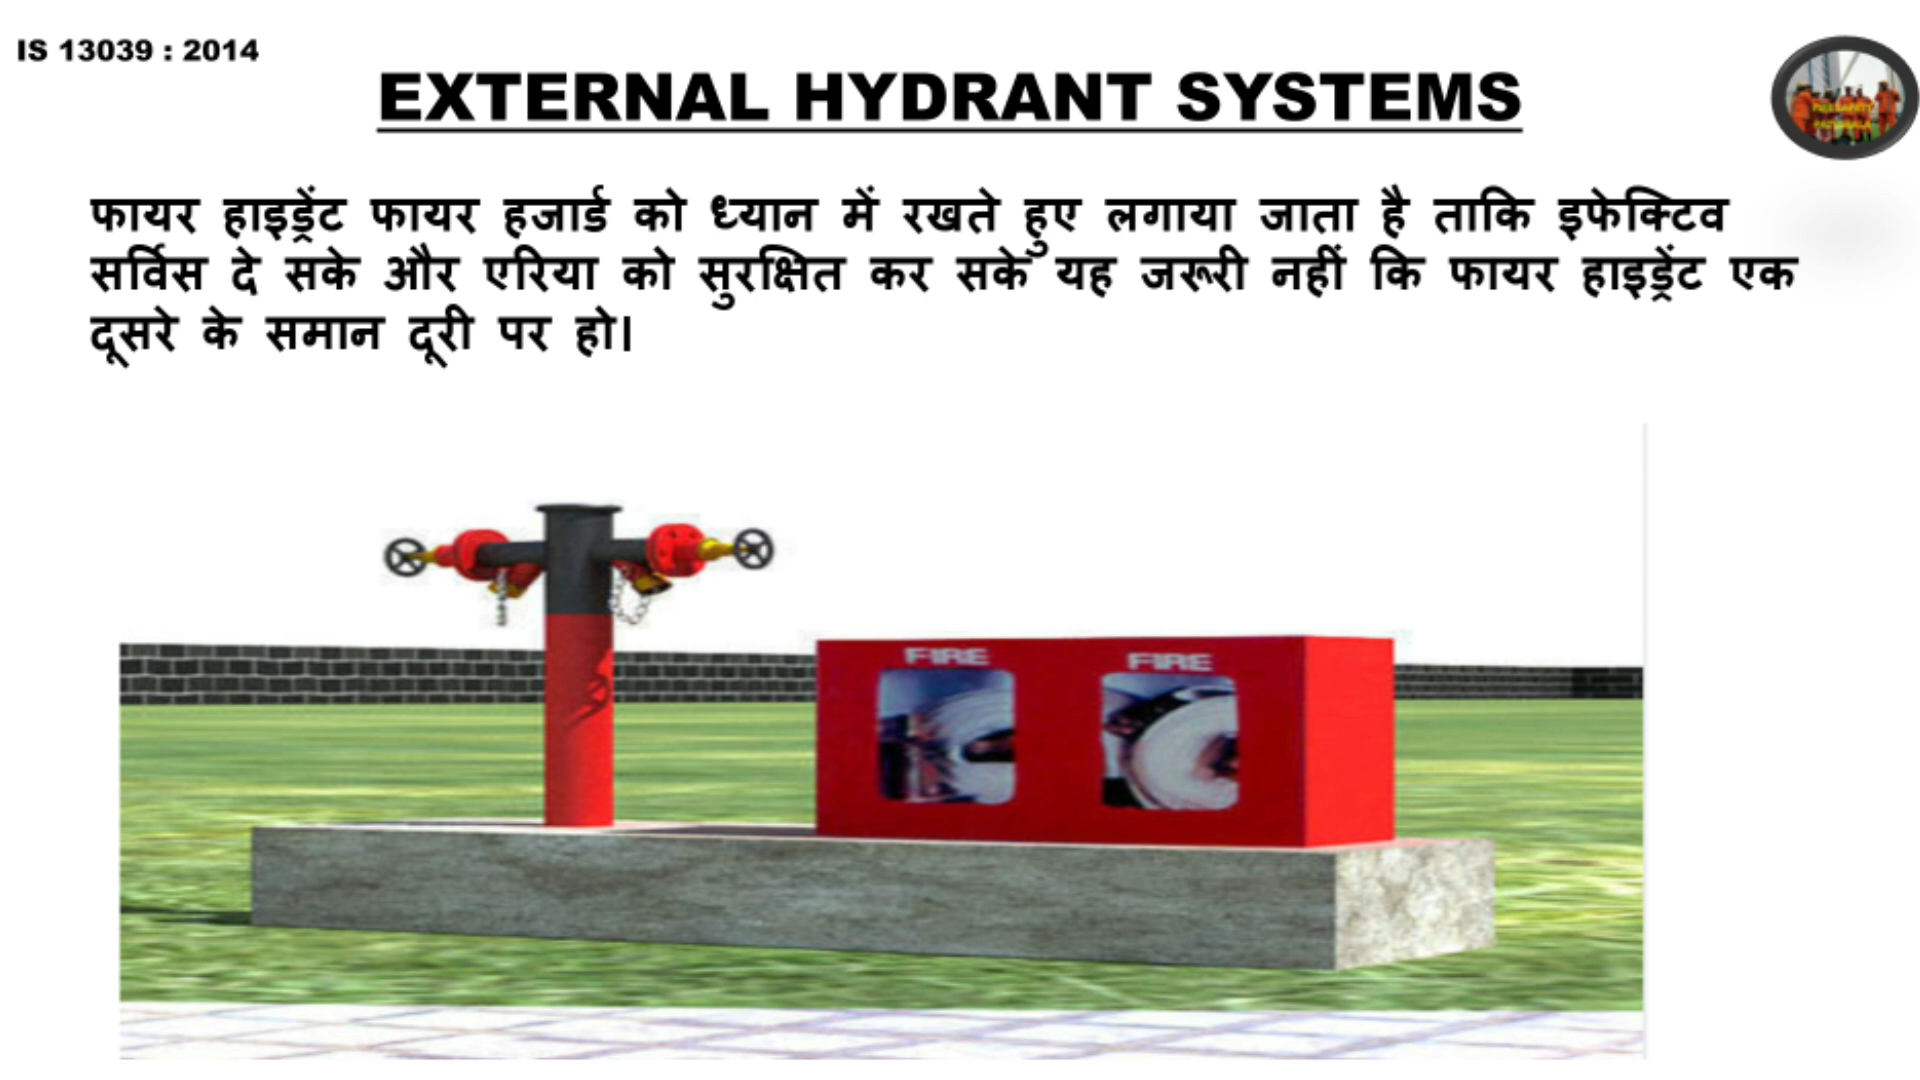 IS 13039 : 2014
EXTERNAL HYDRANT SYSTEMS
फायर हाइड्रेंट फायर हजार्ड को ध्यान में रखते हुए लगाया जाता है ताकि इफेक्टिव
सर्विस दे सके और एरिया को सुरक्षित कर सके यह जरूरी नहीं कि फायर हाइड्रेंट एक
दूसरे के समान दूरी पर हो।
FIRE
FIRE